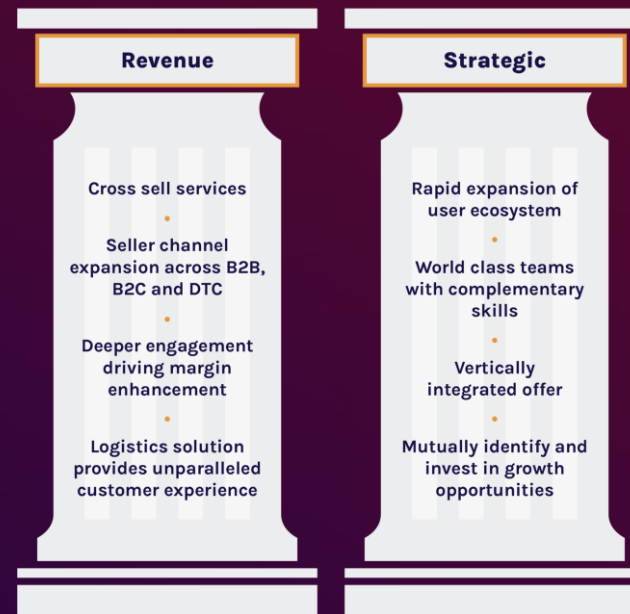 Revenue
Cross sell services
Seller channel
expansion across B2B,
B2C and DTC
Deeper engagement
driving margin
enhancement
Logistics solution
provides unparalleled
customer experience
Strategic
Rapid expansion of
user ecosystem
World class teams
with complementary
skills
Vertically
integrated offer
Mutually identify and
invest in growth
opportunities